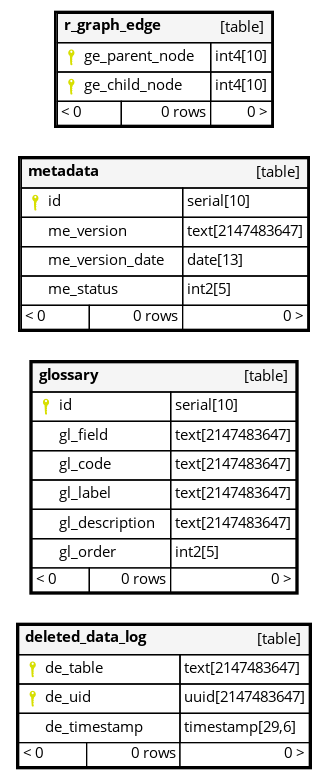 r_graph_edge [table]
ge_parent_node int4[10]
ge_child_node int4[10]
< 0 0 rows 0 >
metadata [table]
id serial[10]
me_version text[2147483647]
me_version_date date[13]
me_status int2[5]
< 0 0 rows 0 >
glossary [table]
id serial[10]
gl_field text[2147483647]
gl_code text[2147483647]
gl_label text[2147483647]
gl_description text[2147483647]
gl_order int2[5]
< 0 0 rows 0 >
deleted_data_log [table]
de_table text[2147483647]
de_uid uuid[2147483647]
de_timestamp timestamp[29,6]
< 0 0 rows 0 >